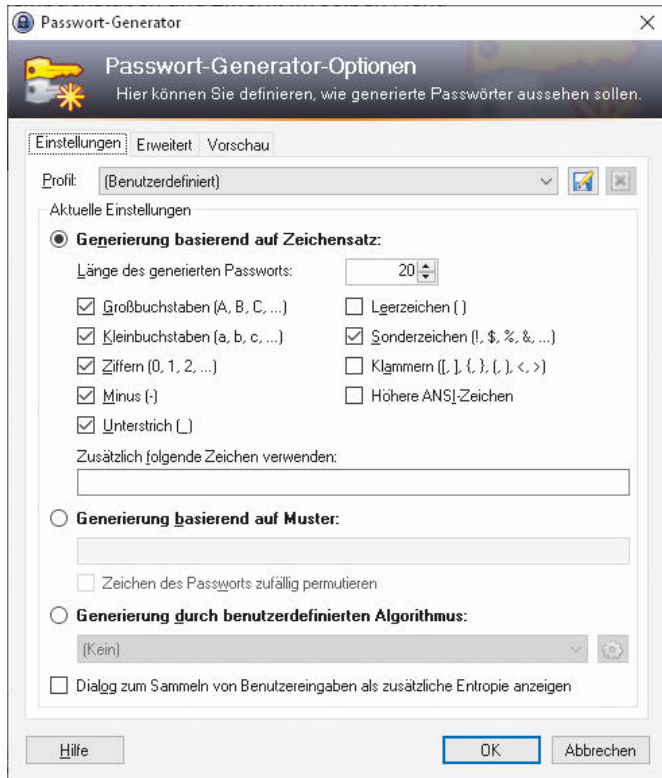 Passwort-Generator
Passwort-Generator-Optionen
Hier können Sie definieren, wie generierte Passwörter aussehen sollen.
Einstellungen Erweitert Vorschau
Profil: (Benutzerdefiniert)
Aktuelle Einstellungen
Generierung basierend auf Zeichensatz:
Länge des generierten Passworts: 20
Großbuchstaben (A, B, C, ...) Leerzeichen ( )
Kleinbuchstaben (a, b, c, ...) Sonderzeichen (!, $, %, &, ...)
Ziffern (0, 1, 2, ...) Klammern ([, ], {, }, (, ), <, >)
Minus (-) Höhere ANSI-Zeichen
Unterstrich (_)
Zusätzlich folgende Zeichen verwenden:
Generierung basierend auf Muster:
Zeichen des Passworts zufällig permutieren
Generierung durch benutzerdefinierten Algorithmus:
(Kein)
Dialog zum Sammeln von Benutzereingaben als zusätzliche Entropie anzeigen
Hilfe OK Abbrechen